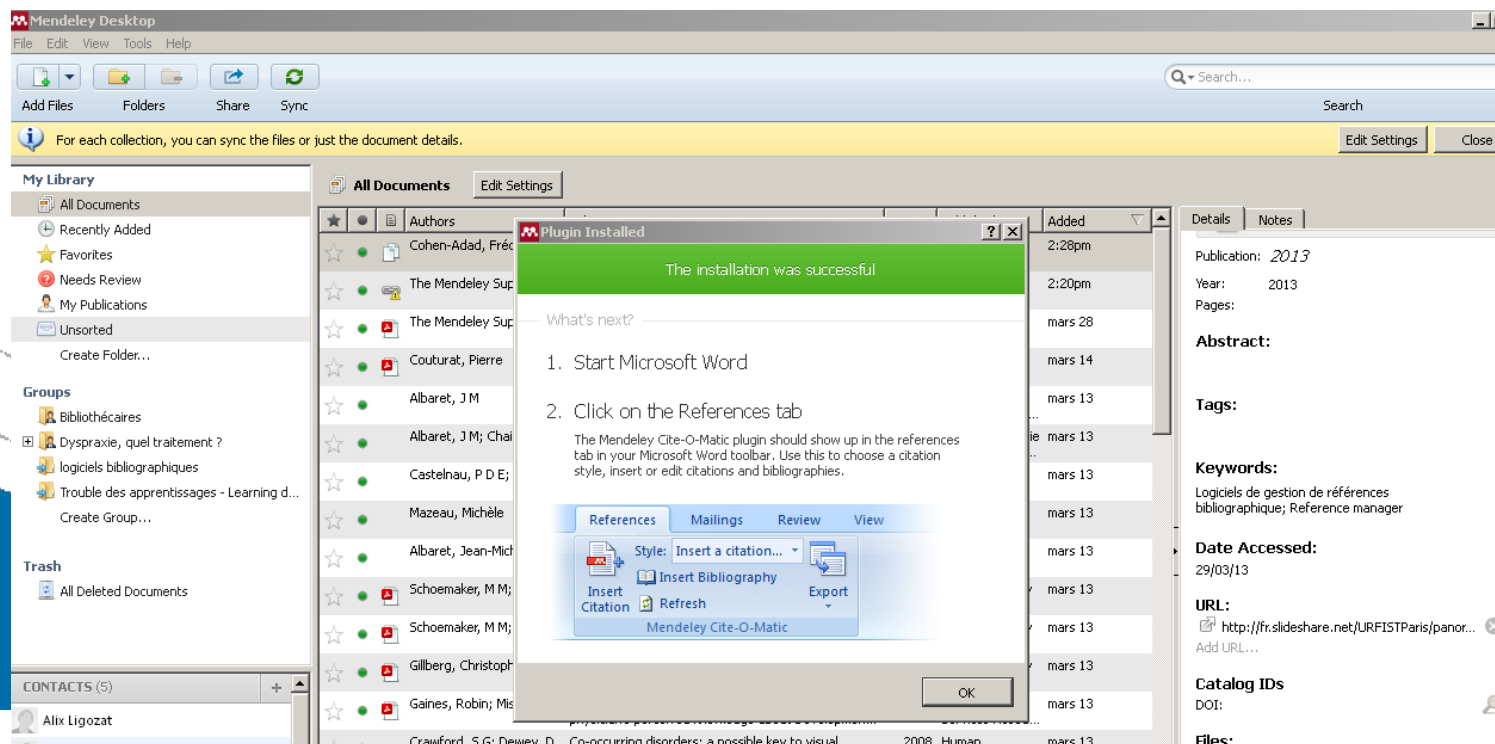 Mendeley Desktop
File Edit View Tools Help
Add Files Folders Share Sync
Search...
Search
For each collection, you can sync the files or just the document details.
Edit Settings Close
My Library
All Documents
Recently Added
Favorites
Needs Review
My Publications
Unsorted
Create Folder...
Groups
Bibliothécaires
Dyspraxie, quel traitement ?
logiciels bibliographiques
Trouble des apprentissages - Learning d...
Create Group...
Trash
All Deleted Documents
CONTACTS (5)
Alix Ligozat
All Documents Edit Settings
Authors Added
Cohen-Adad, Fréd 2:28pm
The Mendeley Sup 2:20pm
The Mendeley Sup mars 28
Couturat, Pierre mars 14
Albaret, J M mars 13
Albaret, J M; Chai ie mars 13
Castelnau, P D E; mars 13
Mazeau, Michèle mars 13
Albaret, Jean-Mich mars 13
Schoemaker, M M; mars 13
Schoemaker, M M; mars 13
Gillberg, Christoph mars 13
Gaines, Robin; Mis mars 13
Crawford, S G; Dewey, D Co-occurring disorders: a possible key to visual 2008 Human mars 13
Plugin Installed
The installation was successful
What's next?
1. Start Microsoft Word
2. Click on the References tab
The Mendeley Cite-O-Matic plugin should show up in the references
tab in your Microsoft Word toolbar. Use this to choose a citation
style, insert or edit citations and bibliographies.
References Mailings Review View
Style: Insert a citation...
Insert Bibliography
Insert
Citation
Refresh
Export
Mendeley Cite-O-Matic
OK
Details Notes
Publication: 2013
Year: 2013
Pages:
Abstract:
Tags:
Keywords:
Logiciels de gestion de références
bibliographique; Reference manager
Date Accessed:
29/03/13
URL:
http://fr.slideshare.net/URFISTParis/panor...
Add URL...
Catalog IDs
DOI:
Files: